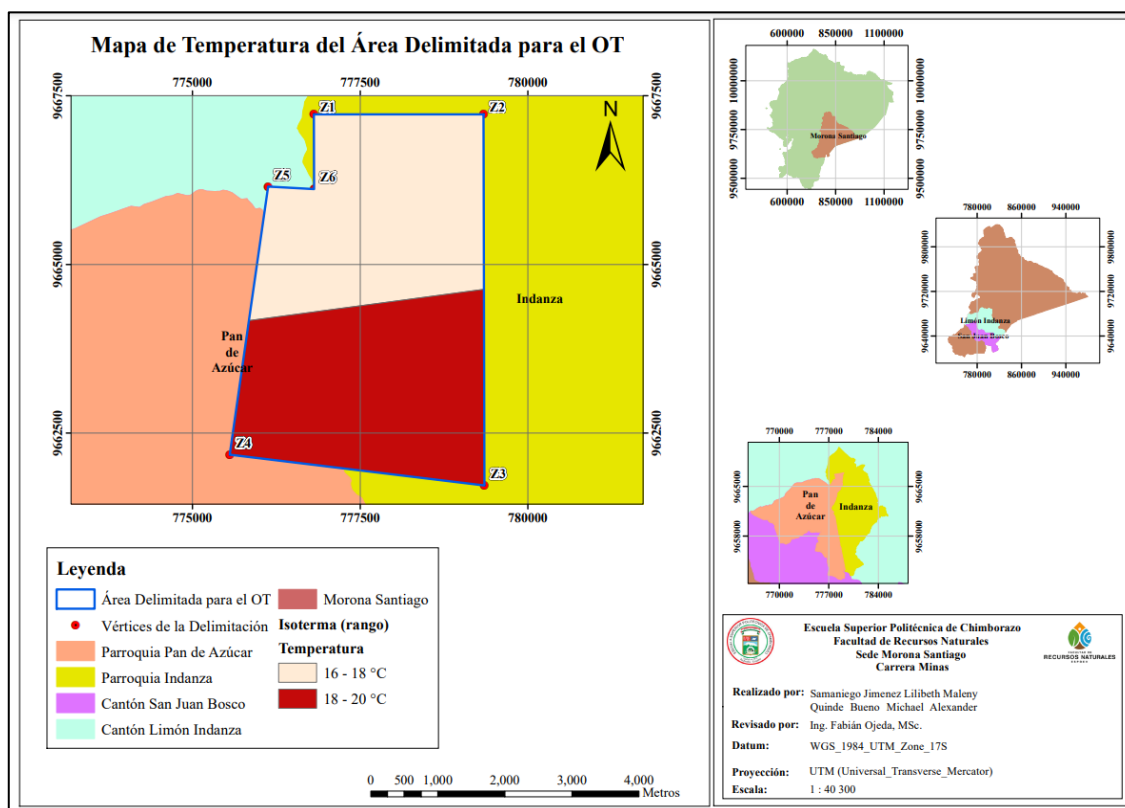 Mapa de Temperatura del Área Delimitada para el OT
775000
777500
780000
9667500
9667500
Z1
Z2
N
Z5
Z6
9665000
9665000
Indanza
Pan
de
Azúcar
9662500
9662500
Z4
Z3
775000
777500
780000
Leyenda
Área Delimitada para el OT
Vértices de la Delimitación
Parroquia Pan de Azúcar
Parroquia Indanza
Cantón San Juan Bosco
Cantón Limón Indanza
Morona Santiago
Isoterma (rango)
Temperatura
16 - 18 °C
18 - 20 °C
0 500 1,000 2,000 3,000 4,000
Metros
600000 850000 1100000
10000000
10000000
9750000
9750000
Morona Santiago
9500000
9500000
600000 850000 1100000
780000 860000 940000
9800000
9800000
9720000
9720000
Limón Indanza
San Juan Bosco
9640000
9640000
780000 860000 940000
770000 777000 784000
9665000
9665000
Pan
de
Azúcar
Indanza
9658000
9658000
770000 777000 784000
Escuela Superior Politécnica de Chimborazo
Facultad de Recursos Naturales
Sede Morona Santiago
Carrera Minas
RECURSOS NATURALES
Realizado por: Samaniego Jimenez Lilibeth Maleny
Quinde Bueno Michael Alexander
Revisado por: Ing. Fabián Ojeda, MSc.
Datum: WGS_1984_UTM_Zone_17S
Proyección: UTM (Universal_Transverse_Mercator)
Escala: 1 : 40 300